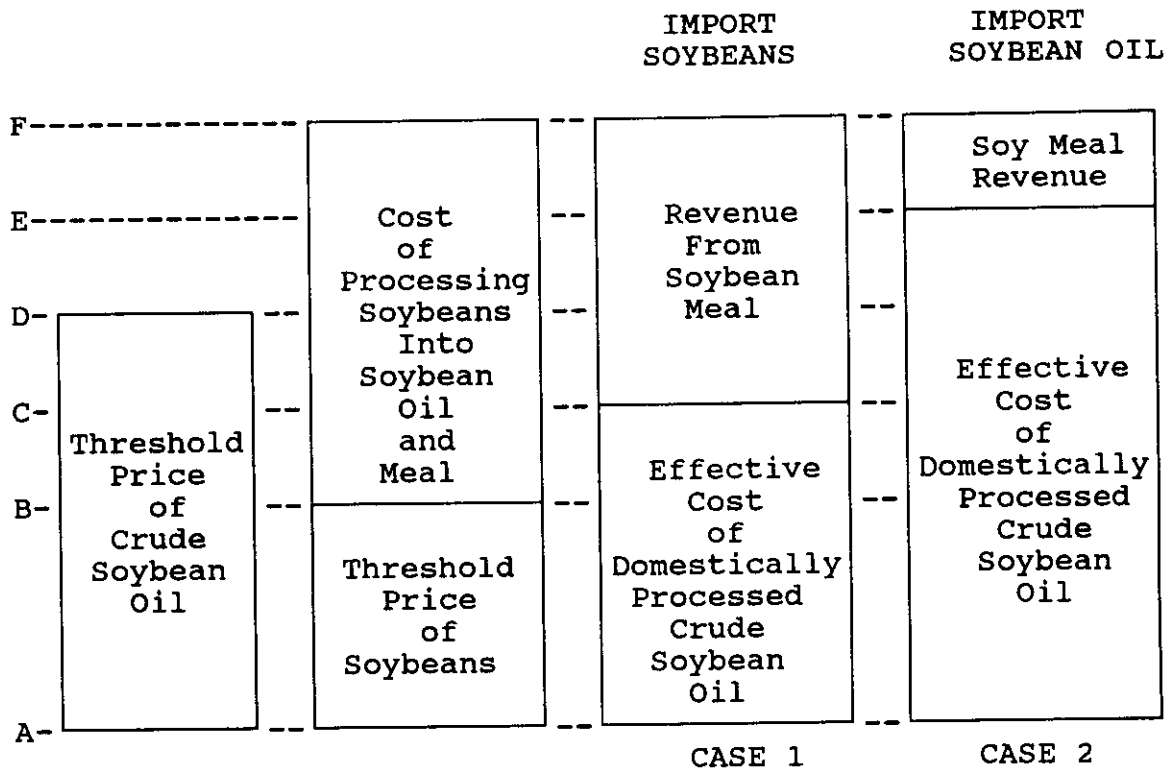 IMPORT
SOYBEANS
IMPORT
SOYBEAN OIL
F
E
D
C
B
A
Threshold
Price
of
Crude
Soybean
Oil
Cost
of
Processing
Soybeans
Into
Soybean
Oil
and
Meal
Threshold
Price
of
Soybeans
Revenue
From
Soybean
Meal
Effective
Cost
of
Domestically
Processed
Crude
Soybean
Oil
Soy Meal
Revenue
Effective
Cost
of
Domestically
Processed
Crude
Soybean
Oil
CASE 1
CASE 2